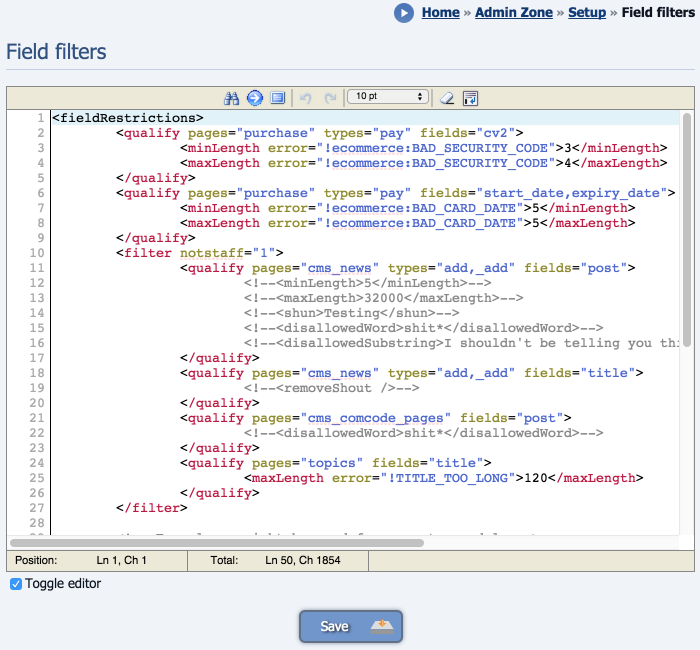 Home » Admin Zone » Setup » Field filters
Field filters
10 pt
1 <fieldRestrictions>
2 <qualify pages="purchase" types="pay" fields="cv2">
3 <minLength error="!ecommerce:BAD_SECURITY_CODE">3</minLength>
4 <maxLength error="!ecommerce:BAD_SECURITY_CODE">4</maxLength>
5 </qualify>
6 <qualify pages="purchase" types="pay" fields="start_date,expiry_date">
7 <minLength error="!ecommerce:BAD_CARD_DATE">5</minLength>
8 <maxLength error="!ecommerce:BAD_CARD_DATE">5</maxLength>
9 </qualify>
10 <filter notstaff="1">
11 <qualify pages="cms_news" types="add,_add" fields="post">
12 <!--<minLength>5</minLength>-->
13 <!--<maxLength>32000</maxLength>-->
14 <!--<shun>Testing</shun>-->
15 <!--<disallowedWord>shit*</disallowedWord>-->
16 <!--<disallowedSubstring>I shouldn't be telling you thi
17 </qualify>
18 <qualify pages="cms_news" types="add,_add" fields="title">
19 <!--<removeShout />-->
20 </qualify>
21 <qualify pages="cms_comcode_pages" fields="post">
22 <!--<disallowedWord>shit*</disallowedWord>-->
23 </qualify>
24 <qualify pages="topics" fields="title">
25 <maxLength error="!TITLE_TOO_LONG">120</maxLength>
26 </qualify>
27 </filter>
28
Position: Ln 1, Ch 1 Total: Ln 50, Ch 1854
Toggle editor
Save